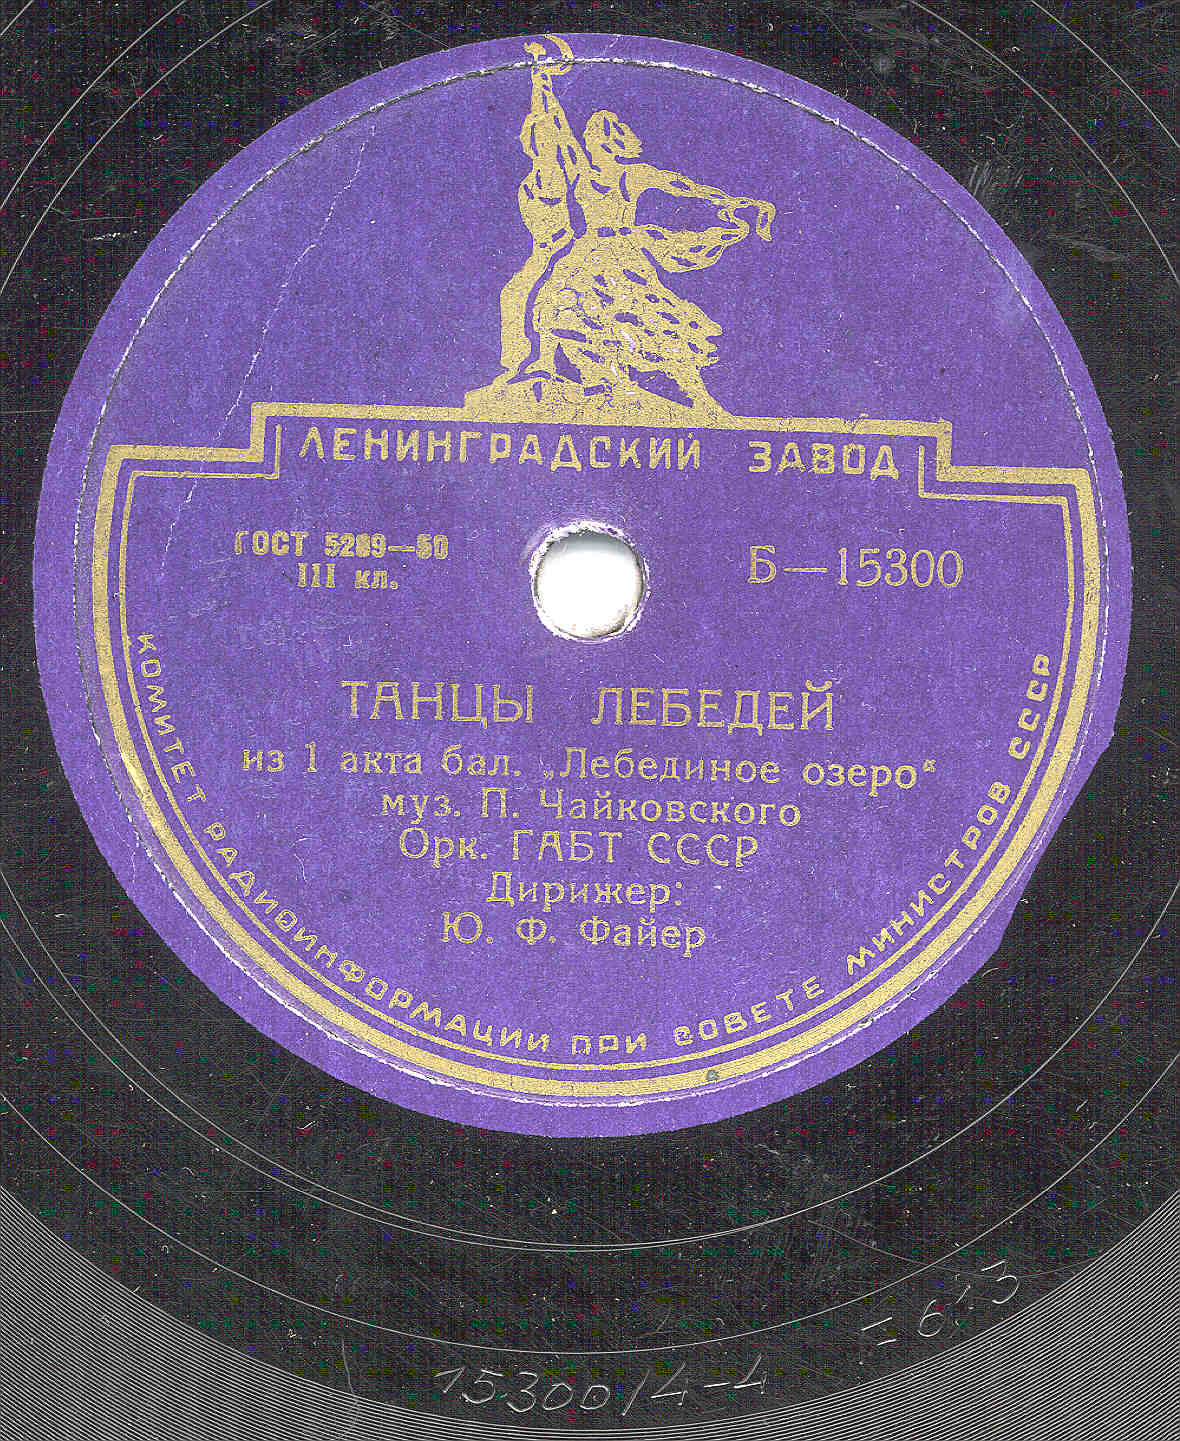 ЛЕНИНГРАДСКИЙ ЗАВОД
ГОСТ 5289—50
III кл.
Б—15300
ТАНЦЫ ЛЕБЕДЕЙ
из 1 акта бал. „Лебединое озеро“
муз. П. Чайковского
Орк. ГАБТ СССР
Дирижер:
Ю. Ф. Файер
КОМИТЕТ РАДИОИНФОРМАЦИИ ПРИ СОВЕТЕ МИНИСТРОВ СССР
15300/4-4